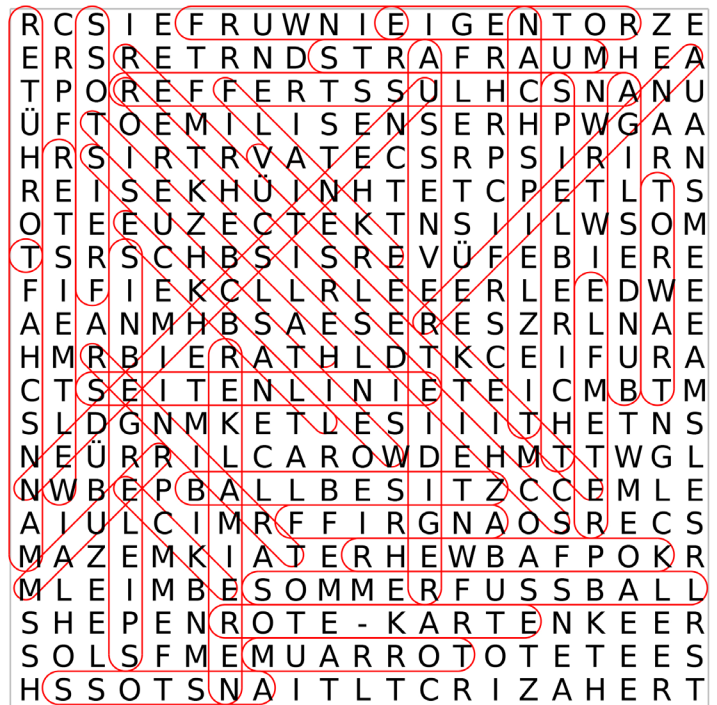 R C S I E F R U W N I E I G E N T O R Z E
E R S R E T R N D S T R A F R A U M H E A
T P O R E F F E R T S S U L H C S N A N U
Ü F T O E M I L I S E N S E R H P W G A A
H R S I R T R V A T E C S R P S I R I R N
R E I S E K H Ü I N H T E T C P E T L T S
O T E E U Z E C T E K T N S I I L W S O M
T S R S C H B S I S R E V Ü F E B I E R E
F I F I E K C L L R L E E E R L E E D W E
A E A N M H B S A E S E R E S Z R L N A E
H M R B I E R A T H L D T K C E I F U R A
C T S E I T E N L I N I E T E I C M B T M
S L D G N M K E T L E S I I I T H E T N S
N E Ü R R I L C A R O W D E H M T T W G L
N W B E P B A L L B E S I T Z C C E M L E
A I U L C I M R F F I R G N A O S R E C S
M A Z E M K I A T E R H E W B A F P O K R
M L E I M B E S O M M E R F U S S B A L L
S H E P E N R O T E - K A R T E N K E E R
S O L S F M E M U A R R O T O T E T E E S
H S S O T S N A I T L T C R I Z A H E R T